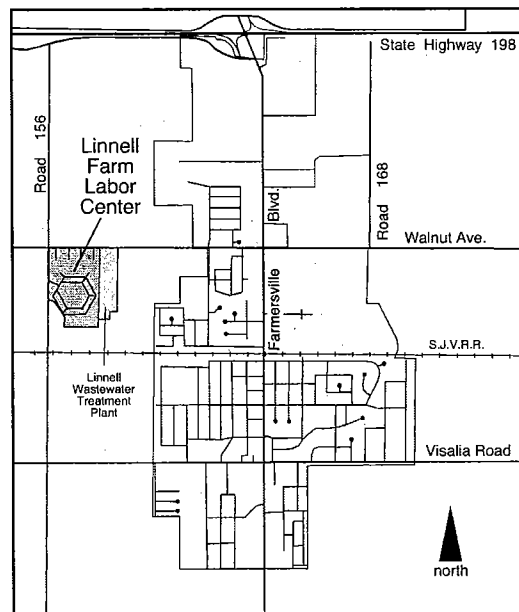 State Highway 198
Road 156
Linnell
Farm
Labor
Center
Blvd.
Road 168
Walnut Ave.
Farmersville
S.J.V.R.R.
Linnell
Wastewater
Treatment
Plant
Visalia Road
north